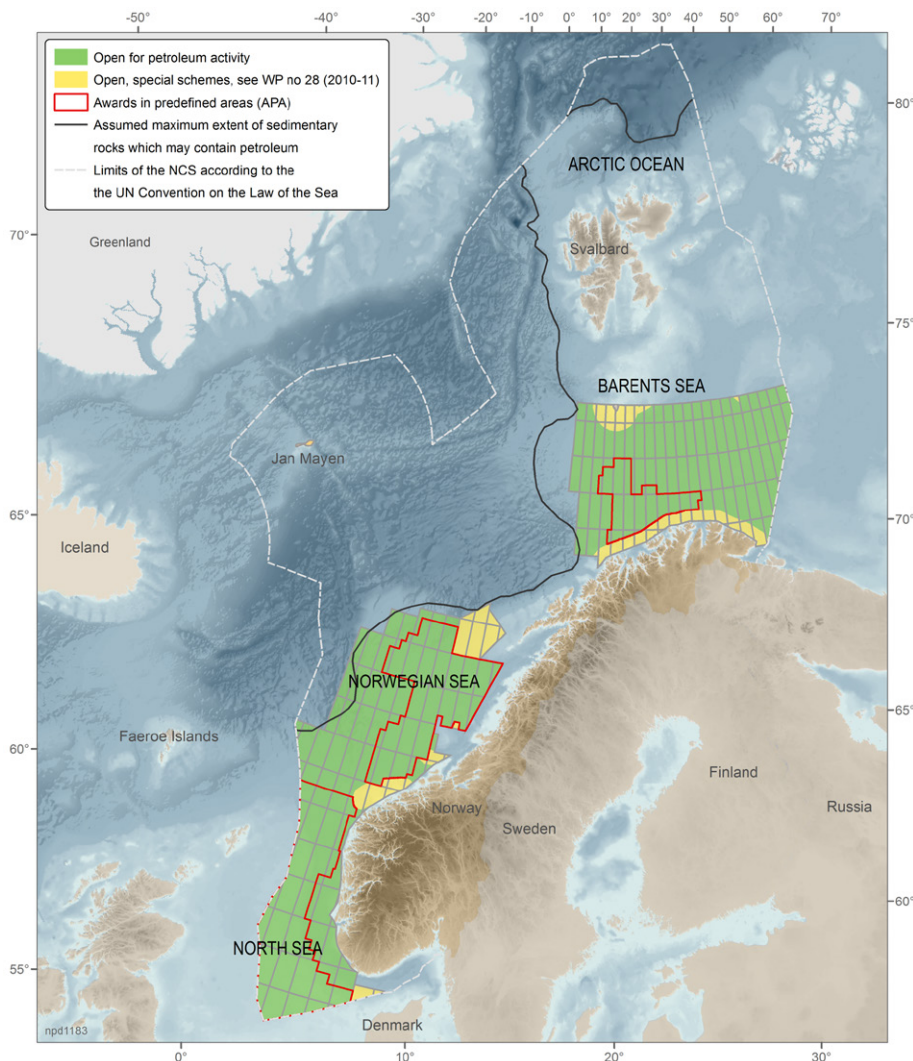 -50°
-40°
-30°
-20°
0°
10°
20°
30°
40°
50°
60°
70°
Open for petroleum activity
Open, special schemes, see WP no 28 (2010-11)
Awards in predefined areas (APA)
Assumed maximum extent of sedimentary
rocks which may contain petroleum
Limits of the NCS according to the
the UN Convention on the Law of the Sea
80°
ARCTIC OCEAN
70°
Greenland
Svalbard
75°
BARENTS SEA
Jan Mayen
65°
70°
Iceland
NORWEGIAN SEA
65°
Faeroe Islands
60°
Finland
Norway
Russia
Sweden
60°
NORTH SEA
55°
npd1183
Denmark
0°
10°
20°
30°